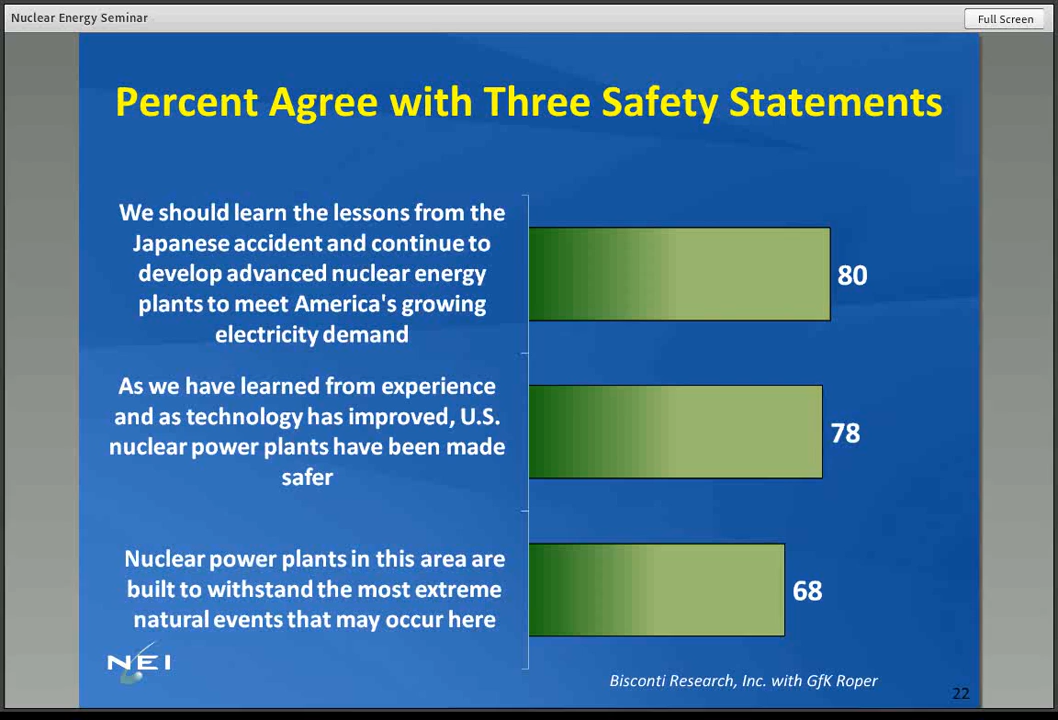 Nuclear Energy Seminar
Full Screen
Percent Agree with Three Safety Statements
We should learn the lessons from the
Japanese accident and continue to
develop advanced nuclear energy
plants to meet America's growing
electricity demand
80
As we have learned from experience
and as technology has improved, U.S.
nuclear power plants have been made
safer
78
Nuclear power plants in this area are
built to withstand the most extreme
natural events that may occur here
68
NEI
Bisconti Research, Inc. with GfK Roper
22